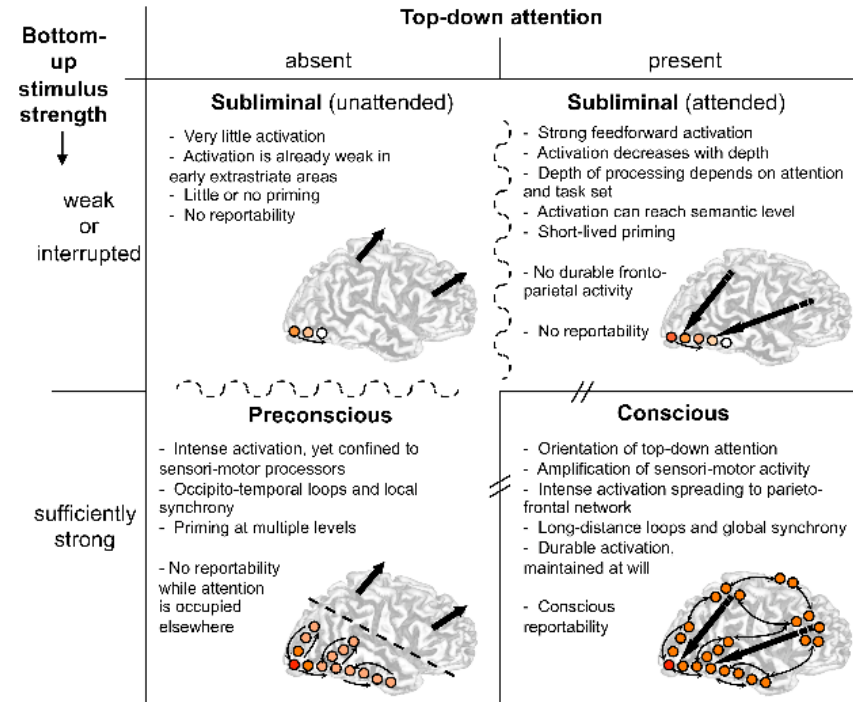 Top-down attention
Bottom-
up
stimulus
strength
absent
present
weak
or
interrupted
Subliminal (unattended)
- Very little activation
- Activation is already weak in
early extrastriate areas
- Little or no priming
- No reportability
Subliminal (attended)
- Strong feedforward activation
- Activation decreases with depth
- Depth of processing depends on attention
and task set
- Activation can reach semantic level
- Short-lived priming
- No durable fronto-
parietal activity
- No reportability
sufficiently
strong
Preconscious
- Intense activation, yet confined to
sensori-motor processors
- Occipito-temporal loops and local
synchrony
- Priming at multiple levels
- No reportability
while attention
is occupied
elsewhere
Conscious
- Orientation of top-down attention
- Amplification of sensori-motor activity
- Intense activation spreading to parieto-
frontal network
- Long-distance loops and global synchrony
- Durable activation,
maintained at will
- Conscious
reportability